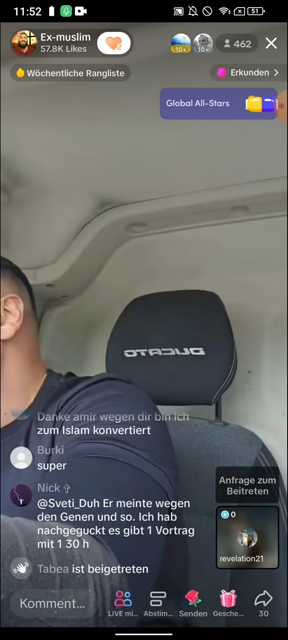 11:52
51
Ex-muslim
57.8K Likes
10+
10+
462
Wöchentliche Rangliste
Erkunden
Global All-Stars
DUCATO
Danke amir wegen dir bin ich
zum Islam konvertiert
Burki
super
Nick
@Sveti_Duh Er meinte wegen
den Genen und so. Ich hab
nachgeguckt es gibt 1 Vortrag
mit 1 30 h
Anfrage zum
Beitreten
0
revelation21
Tabea ist beigetreten
Komment...
LIVE mi...
Abstim...
Senden
Gesche...
30